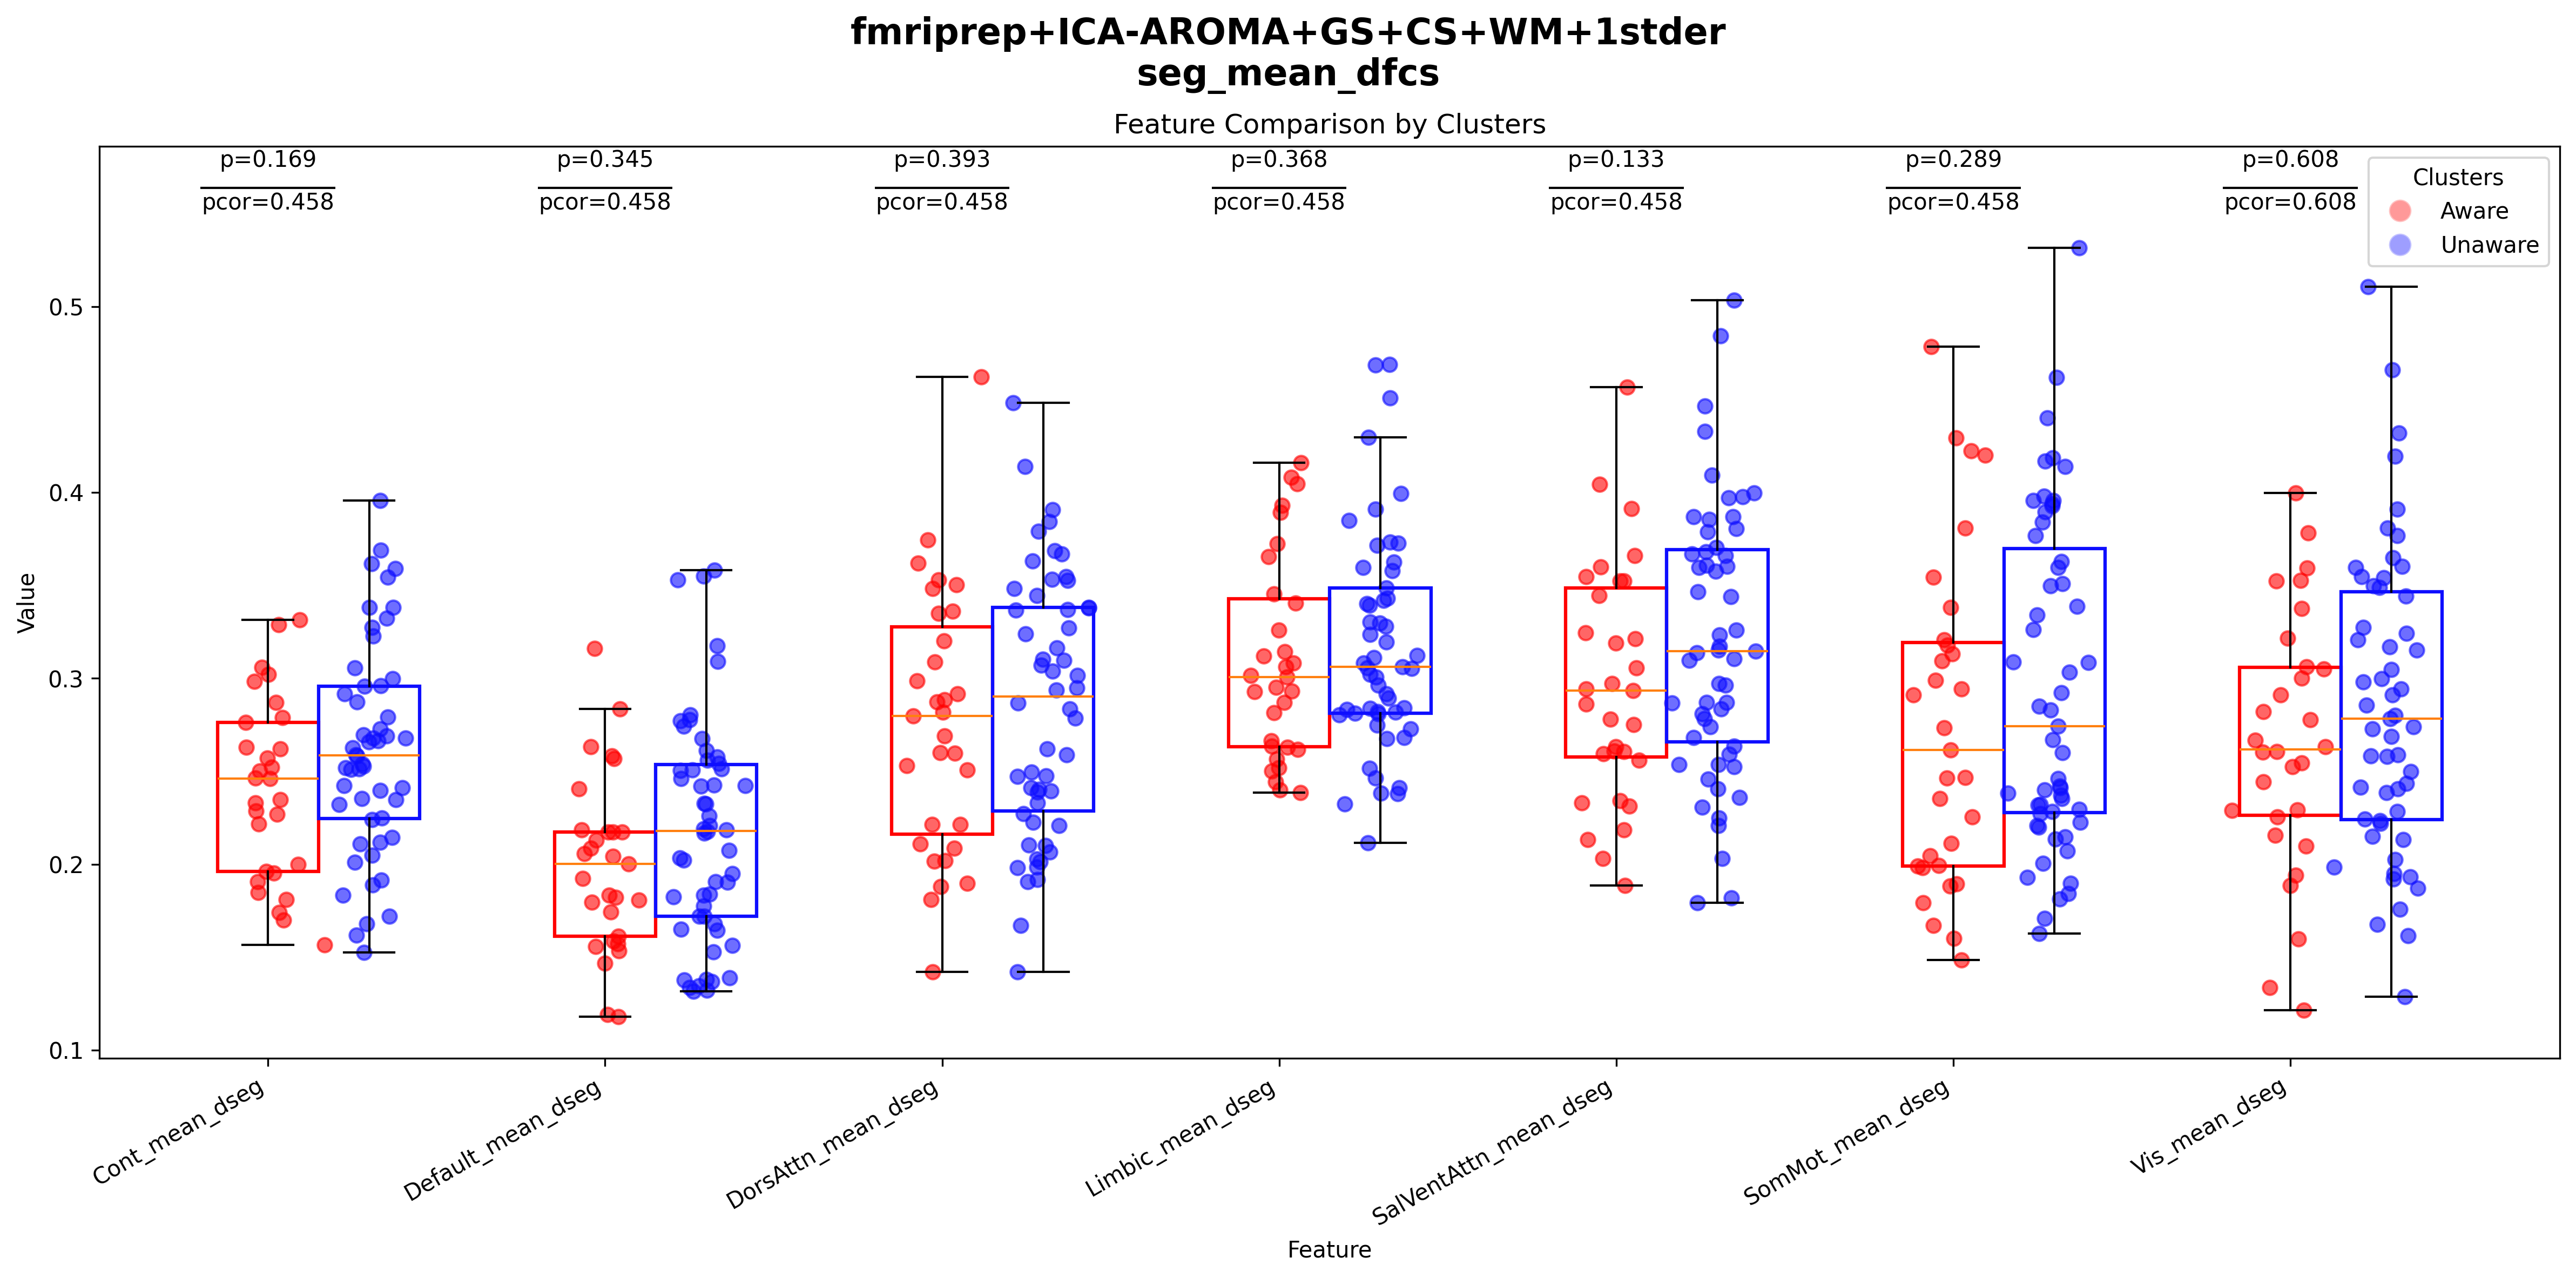 fmriprep+ICA-AROMA+GS+CS+WM+1stder
seg_mean_dfcs
Feature Comparison by Clusters
p=0.169 p=0.345 p=0.393 p=0.368 p=0.133 p=0.289 p=0.608
pcor=0.458 pcor=0.458 pcor=0.458 pcor=0.458 pcor=0.458 pcor=0.458 pcor=0.608
Clusters
Aware
Unaware
Value
0.5
0.4
0.3
0.2
0.1
Cont_mean_dseg
Default_mean_dseg
DorsAttn_mean_dseg
Limbic_mean_dseg
SalVentAttn_mean_dseg
SomMot_mean_dseg
Vis_mean_dseg
Feature